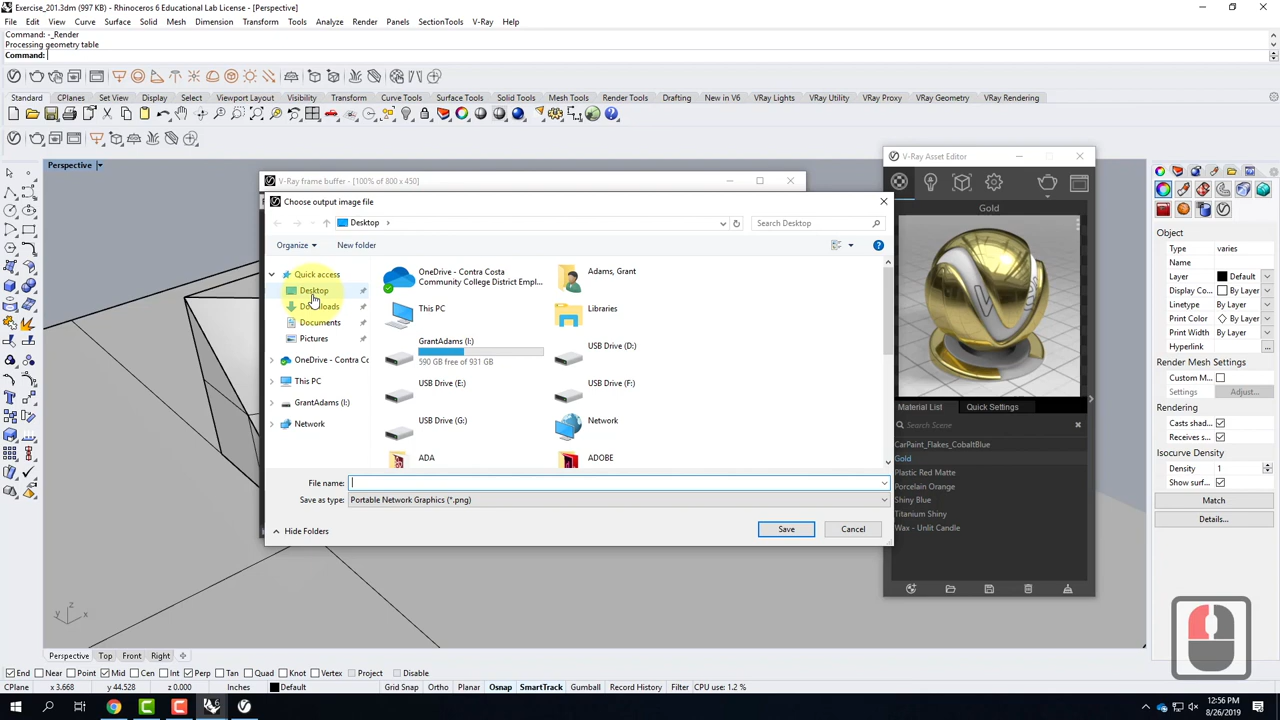 Exercise_201.3dm (997 KB) - Rhinoceros 6 Educational Lab License - [Perspective]
File Edit View Curve Surface Solid Mesh Dimension Transform Tools Analyze Render Panels SectionTools V-Ray Help
Command: -_Render
Processing geometry table
Command:
Standard CPlanes Set View Display Select Viewport Layout Visibility Transform Curve Tools Surface Tools Solid Tools Mesh Tools Render Tools Drafting New in V6 VRay Lights VRay Utility VRay Proxy VRay Geometry VRay Rendering
Perspective
V-Ray frame buffer - [100% of 800 x 450]
Choose output image file
Desktop
Search Desktop
Organize New folder
Quick access
Desktop
Downloads
Documents
Pictures
OneDrive - Contra Cc
This PC
GrantAdams (I:)
Network
OneDrive - Contra Costa
Community College District Empl...
Adams, Grant
This PC
Libraries
GrantAdams (I:)
590 GB free of 931 GB
USB Drive (D:)
USB Drive (E:)
USB Drive (F:)
USB Drive (G:)
Network
ADA
ADOBE
File name:
Save as type: Portable Network Graphics (*.png)
Hide Folders
Save Cancel
V-Ray Asset Editor
Gold
Material List Quick Settings
Search Scene
CarPaint_Flakes_CobaltBlue
Gold
Plastic Red Matte
Porcelain Orange
Shiny Blue
Titanium Shiny
Wax - Unlit Candle
Object
Type varies
Name
Layer Default
Display Co... By Layer
Linetype By Layer
Print Color By Layer
Print Width By Layer
Hyperlink ...
Render Mesh Settings
Custom M...
Settings Adjust...
Rendering
Casts shad...
Receives s...
Isocurve Density
Density 1
Show surf...
Match
Details...
z
y x
Perspective Top Front Right
End Near Point Mid Cen Int Perp Tan Quad Knot Vertex Project Disable
CPlane x 3.668 y 44.528 z 0.000 Inches Default Grid Snap Ortho Planar Osnap SmartTrack Gumball Record History Filter CPU use: 1.2 %
12:56 PM
8/26/2019